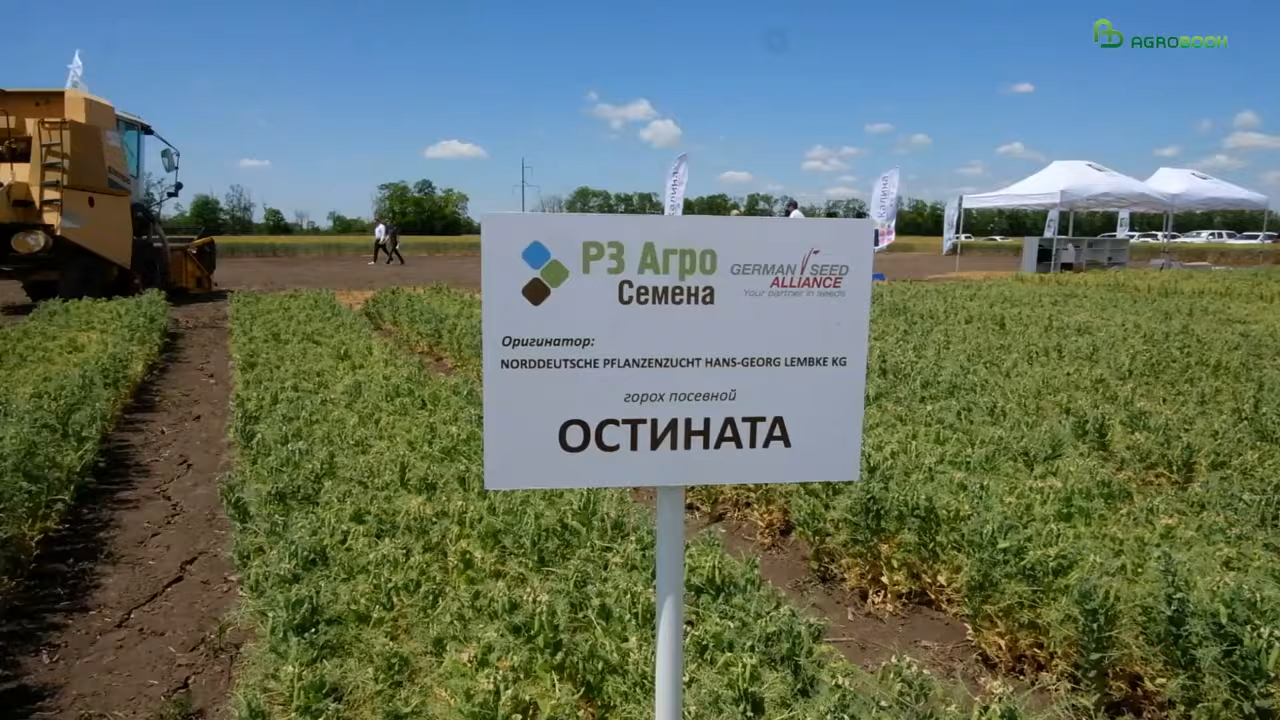 AGROBOOK
РЗ Агро
Семена
GERMAN SEED
ALLIANCE
Your partner in seeds
Оригинатор:
NORDDEUTSCHE PFLANZENZUCHT HANS-GEORG LEMBKE KG
горох посевной
ОСТИНАТА